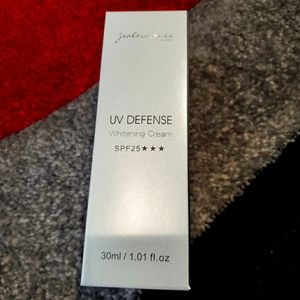 UV DEFENSE
Whitening Cream
SPF25★★★
30ml / 1.01 fl.oz